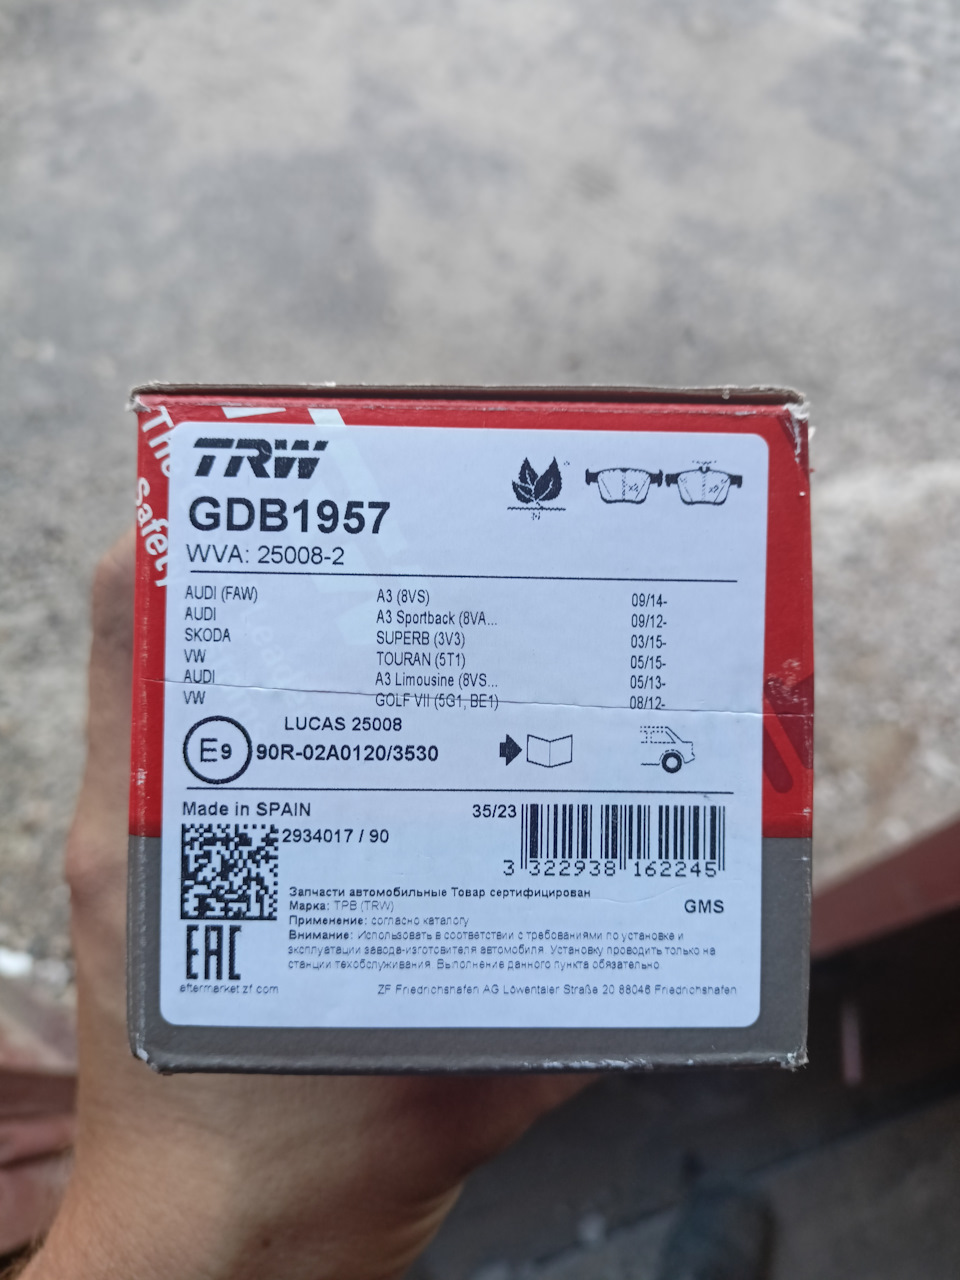 The
Safety
TRW
GDB1957
WVA: 25008-2
x2 x2
AUDI (FAW) A3 (8VS) 09/14-
AUDI A3 Sportback (8VA... 09/12-
SKODA SUPERB (3V3) 03/15-
VW TOURAN (5T1) 05/15-
AUDI A3 Limousine (8VS... 05/13-
VW GOLF VII (5G1, BE1) 08/12-
LUCAS 25008
E9 90R-02A0120/3530
Made in SPAIN 35/23
2934017 / 90
3 322938 162245
Запчасти автомобильные Товар сертифицирован
Марка: ТРВ (TRW) GMS
Применение: согласно каталогу
Внимание: Использовать в соответствии с требованиями по установке и
эксплуатации завода-изготовителя автомобиля. Установку проводить только на
станции техобслуживания. Выполнение данного пункта обязательно.
EAC
aftermarket.zf.com ZF Friedrichshafen AG Löwentaler Straße 20 88046 Friedrichshafen